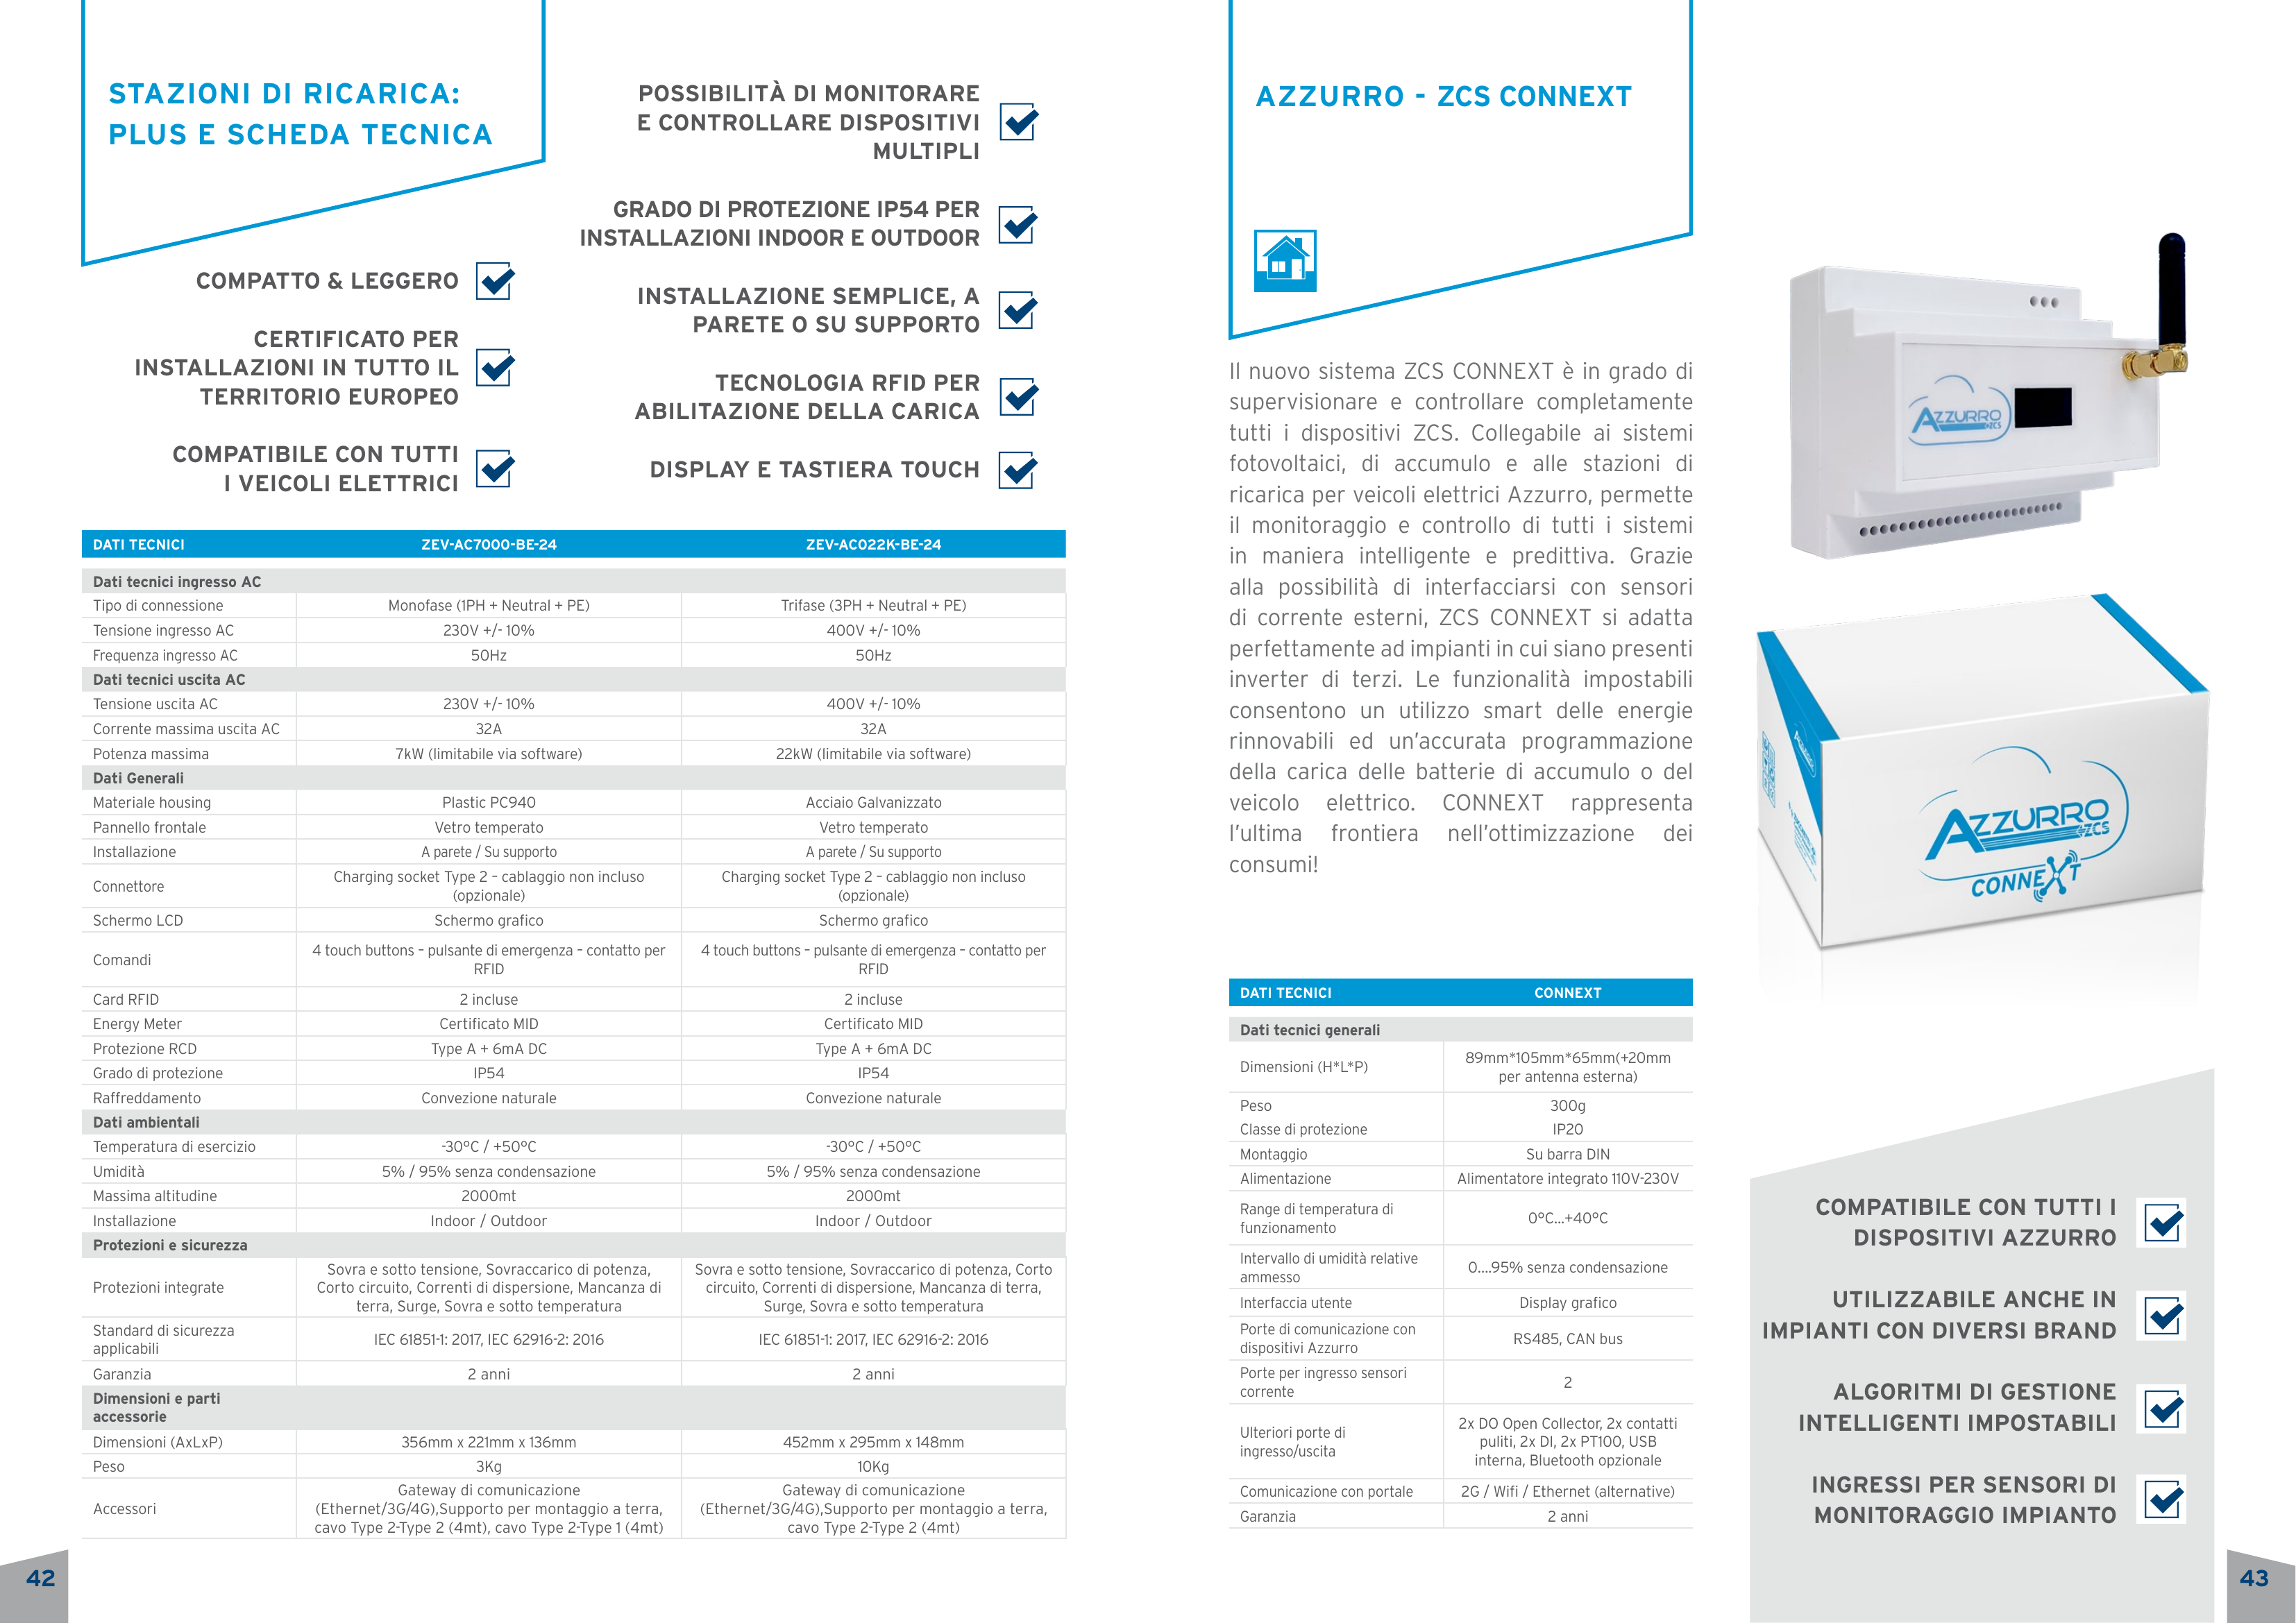 STAZIONI DI RICARICA:
PLUS E SCHEDA TECNICA
COMPATTO & LEGGERO
CERTIFICATO PER
INSTALLAZIONI IN TUTTO IL
TERRITORIO EUROPEO
COMPATIBILE CON TUTTI
I VEICOLI ELETTRICI
POSSIBILITÀ DI MONITORARE
E CONTROLLARE DISPOSITIVI
MULTIPLI
GRADO DI PROTEZIONE IP54 PER
INSTALLAZIONI INDOOR E OUTDOOR
INSTALLAZIONE SEMPLICE, A
PARETE O SU SUPPORTO
TECNOLOGIA RFID PER
ABILITAZIONE DELLA CARICA
DISPLAY E TASTIERA TOUCH
DATI TECNICI ZEV-AC7000-BE-24 ZEV-AC022K-BE-24
Dati tecnici ingresso AC
Tipo di connessione Monofase (1PH + Neutral + PE) Trifase (3PH + Neutral + PE)
Tensione ingresso AC 230V +/- 10% 400V +/- 10%
Frequenza ingresso AC 50Hz 50Hz
Dati tecnici uscita AC
Tensione uscita AC 230V +/- 10% 400V +/- 10%
Corrente massima uscita AC 32A 32A
Potenza massima 7kW (limitabile via software) 22kW (limitabile via software)
Dati Generali
Materiale housing Plastic PC940 Acciaio Galvanizzato
Pannello frontale Vetro temperato Vetro temperato
Installazione A parete / Su supporto A parete / Su supporto
Connettore Charging socket Type 2 – cablaggio non incluso (opzionale) Charging socket Type 2 – cablaggio non incluso (opzionale)
Schermo LCD Schermo grafico Schermo grafico
Comandi 4 touch buttons – pulsante di emergenza – contatto per RFID 4 touch buttons – pulsante di emergenza – contatto per RFID
Card RFID 2 incluse 2 incluse
Energy Meter Certificato MID Certificato MID
Protezione RCD Type A + 6mA DC Type A + 6mA DC
Grado di protezione IP54 IP54
Raffreddamento Convezione naturale Convezione naturale
Dati ambientali
Temperatura di esercizio -30°C / +50°C -30°C / +50°C
Umidità 5% / 95% senza condensazione 5% / 95% senza condensazione
Massima altitudine 2000mt 2000mt
Installazione Indoor / Outdoor Indoor / Outdoor
Protezioni e sicurezza
Protezioni integrate Sovra e sotto tensione, Sovraccarico di potenza, Corto circuito, Correnti di dispersione, Mancanza di terra, Surge, Sovra e sotto temperatura Sovra e sotto tensione, Sovraccarico di potenza, Corto circuito, Correnti di dispersione, Mancanza di terra, Surge, Sovra e sotto temperatura
Standard di sicurezza applicabili IEC 61851-1: 2017, IEC 62916-2: 2016 IEC 61851-1: 2017, IEC 62916-2: 2016
Garanzia 2 anni 2 anni
Dimensioni e parti
accessorie
Dimensioni (AxLxP) 356mm x 221mm x 136mm 452mm x 295mm x 148mm
Peso 3Kg 10Kg
Accessori Gateway di comunicazione (Ethernet/3G/4G),Supporto per montaggio a terra, cavo Type 2-Type 2 (4mt), cavo Type 2-Type 1 (4mt) Gateway di comunicazione (Ethernet/3G/4G),Supporto per montaggio a terra, cavo Type 2-Type 2 (4mt)
42
AZZURRO - ZCS CONNEXT
Il nuovo sistema ZCS CONNEXT è in grado di
supervisionare e controllare completamente
tutti i dispositivi ZCS. Collegabile ai sistemi
fotovoltaici, di accumulo e alle stazioni di
ricarica per veicoli elettrici Azzurro, permette
il monitoraggio e controllo di tutti i sistemi
in maniera intelligente e predittiva. Grazie
alla possibilità di interfacciarsi con sensori
di corrente esterni, ZCS CONNEXT si adatta
perfettamente ad impianti in cui siano presenti
inverter di terzi. Le funzionalità impostabili
consentono un utilizzo smart delle energie
rinnovabili ed un'accurata programmazione
della carica delle batterie di accumulo o del
veicolo elettrico. CONNEXT rappresenta
l'ultima frontiera nell'ottimizzazione dei
consumi!
AZZURRO
ZCS
AZZURRO
ZCS
CONNEXT
DATI TECNICI CONNEXT
Dati tecnici generali
Dimensioni (H*L*P) 89mm*105mm*65mm(+20mm per antenna esterna)
Peso 300g
Classe di protezione IP20
Montaggio Su barra DIN
Alimentazione Alimentatore integrato 110V-230V
Range di temperatura di funzionamento 0°C...+40°C
Intervallo di umidità relative ammesso 0....95% senza condensazione
Interfaccia utente Display grafico
Porte di comunicazione con dispositivi Azzurro RS485, CAN bus
Porte per ingresso sensori corrente 2
Ulteriori porte di ingresso/uscita 2x DO Open Collector, 2x contatti puliti, 2x DI, 2x PT100, USB interna, Bluetooth opzionale
Comunicazione con portale 2G / Wifi / Ethernet (alternative)
Garanzia 2 anni
COMPATIBILE CON TUTTI I
DISPOSITIVI AZZURRO
UTILIZZABILE ANCHE IN
IMPIANTI CON DIVERSI BRAND
ALGORITMI DI GESTIONE
INTELLIGENTI IMPOSTABILI
INGRESSI PER SENSORI DI
MONITORAGGIO IMPIANTO
43